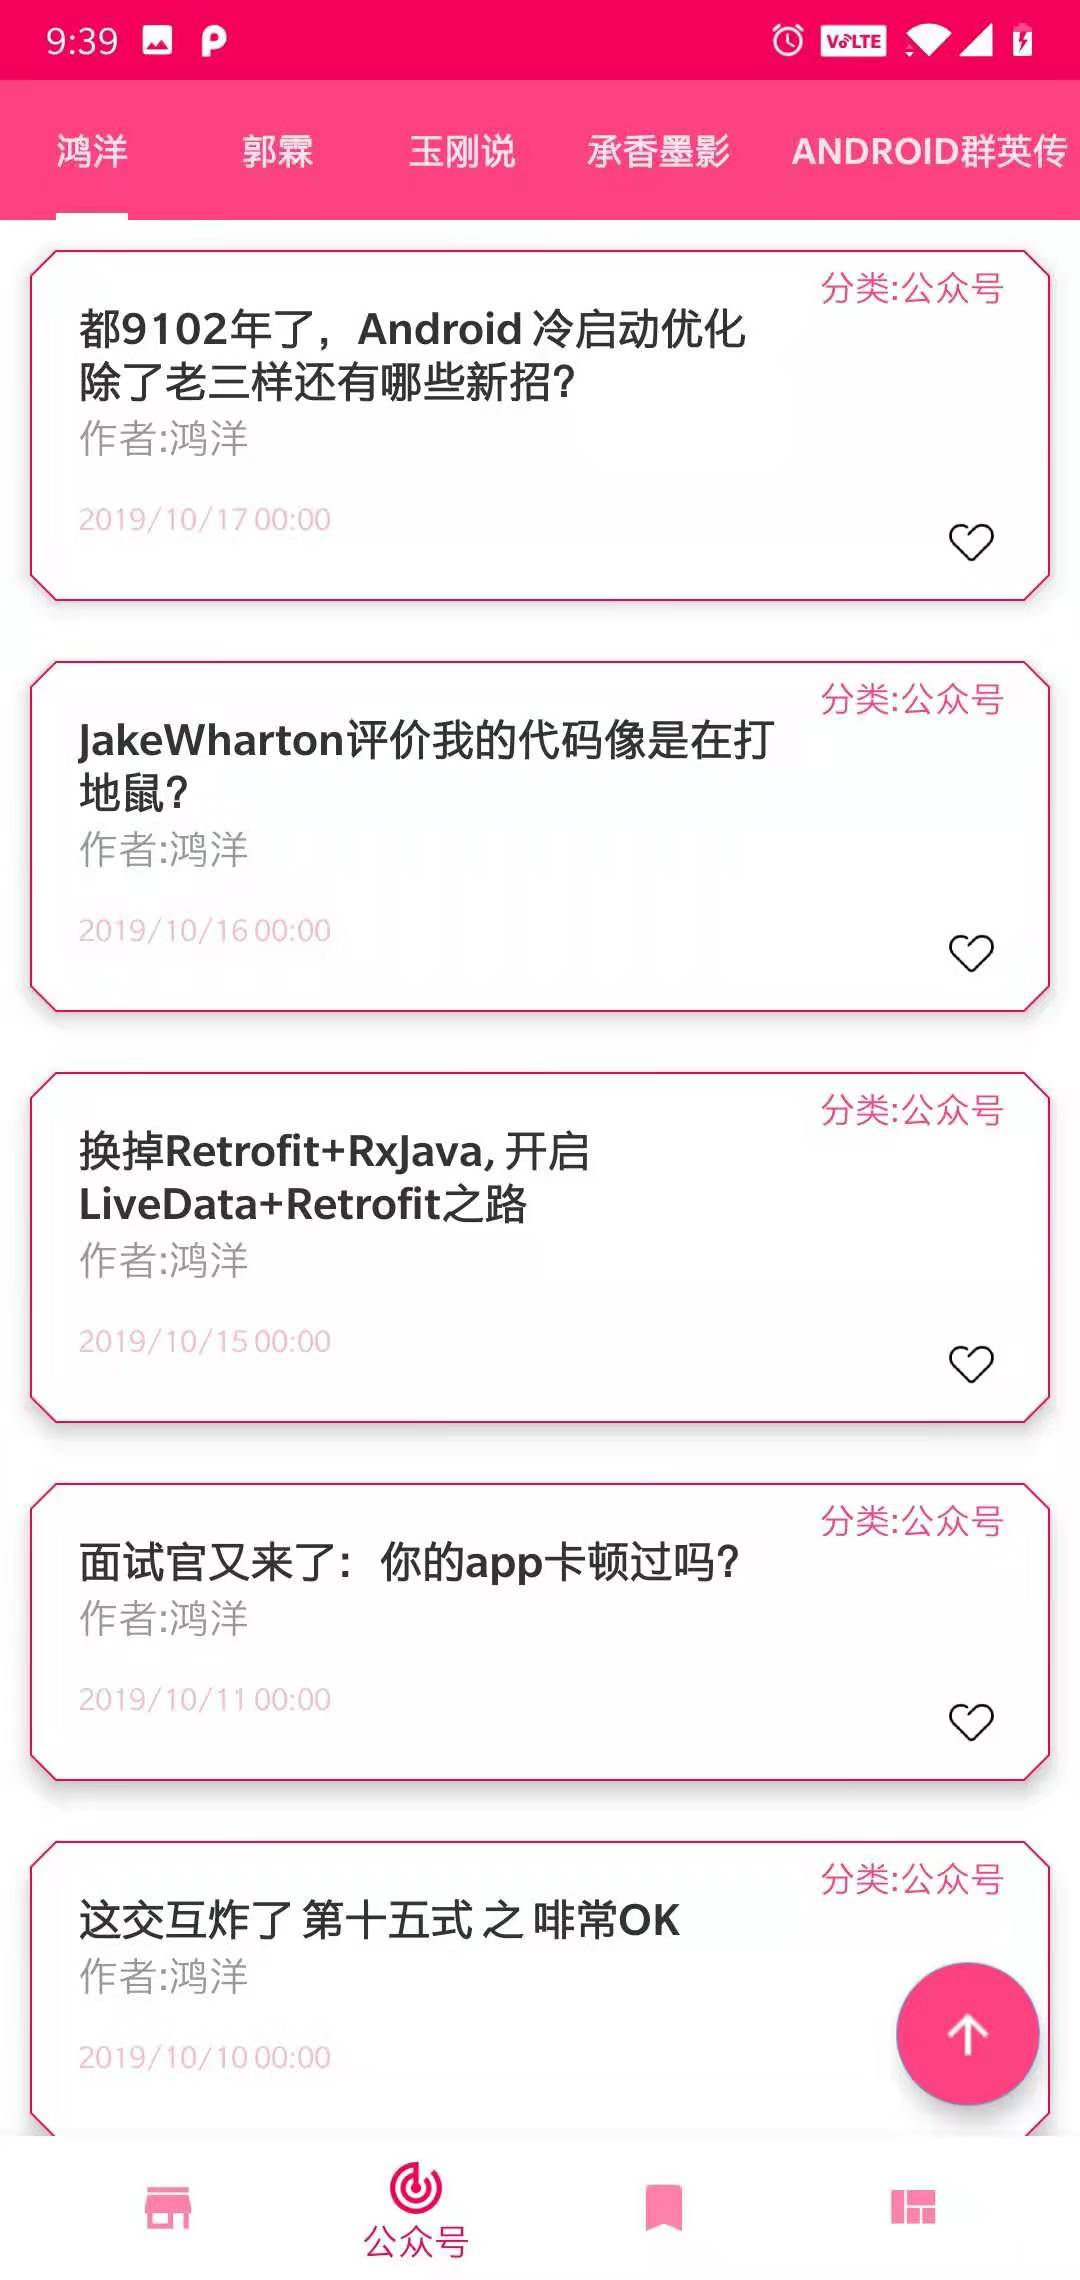 9:39
VoLTE
鸿洋
郭霖
玉刚说
承香墨影
ANDROID群英传
分类:公众号
都9102年了，Android 冷启动优化
除了老三样还有哪些新招？
作者:鸿洋
2019/10/17 00:00
分类:公众号
JakeWharton评价我的代码像是在打
地鼠？
作者:鸿洋
2019/10/16 00:00
分类:公众号
换掉Retrofit+RxJava, 开启
LiveData+Retrofit之路
作者:鸿洋
2019/10/15 00:00
分类:公众号
面试官又来了：你的app卡顿过吗？
作者:鸿洋
2019/10/11 00:00
分类:公众号
这交互炸了 第十五式 之 啡常OK
作者:鸿洋
2019/10/10 00:00
公众号